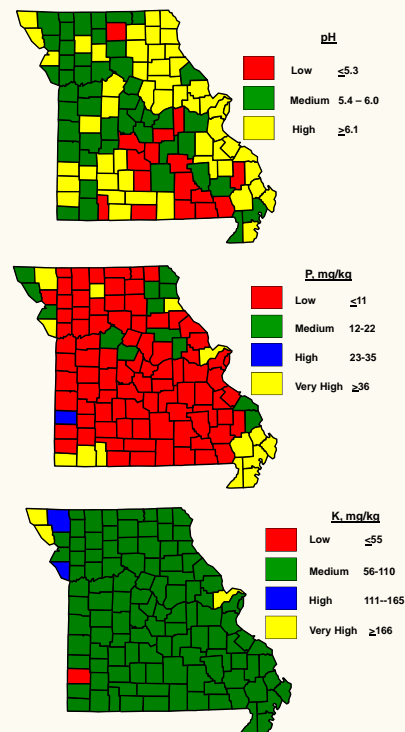 pH
Low ≤5.3
Medium 5.4 – 6.0
High ≥6.1
P, mg/kg
Low ≤11
Medium 12-22
High 23-35
Very High ≥36
K, mg/kg
Low ≤55
Medium 56-110
High 111--165
Very High ≥166